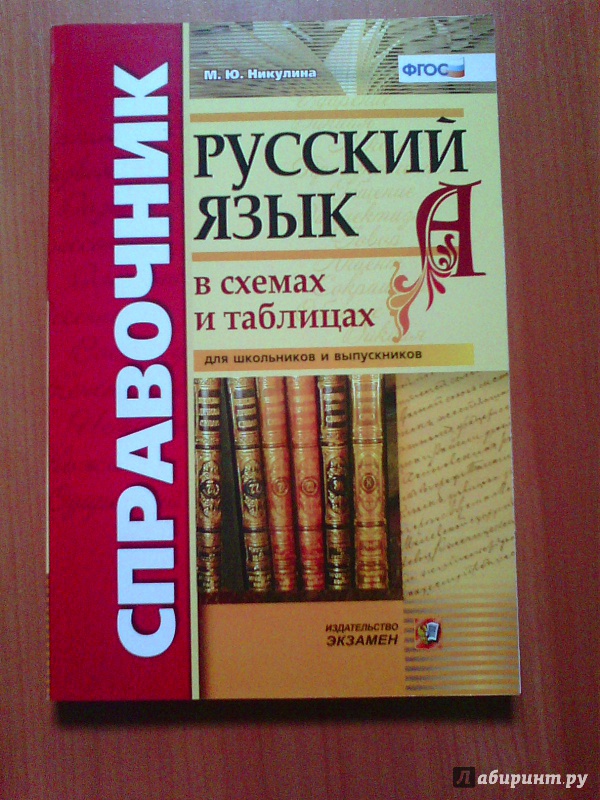 СПРАВОЧНИК
М. Ю. Никулина
ФГОС
РУССКИЙ
ЯЗЫК
А
в схемах
и таблицах
для школьников и выпускников
ИЗДАТЕЛЬСТВО
ЭКЗАМЕН
Лабиринт.ру